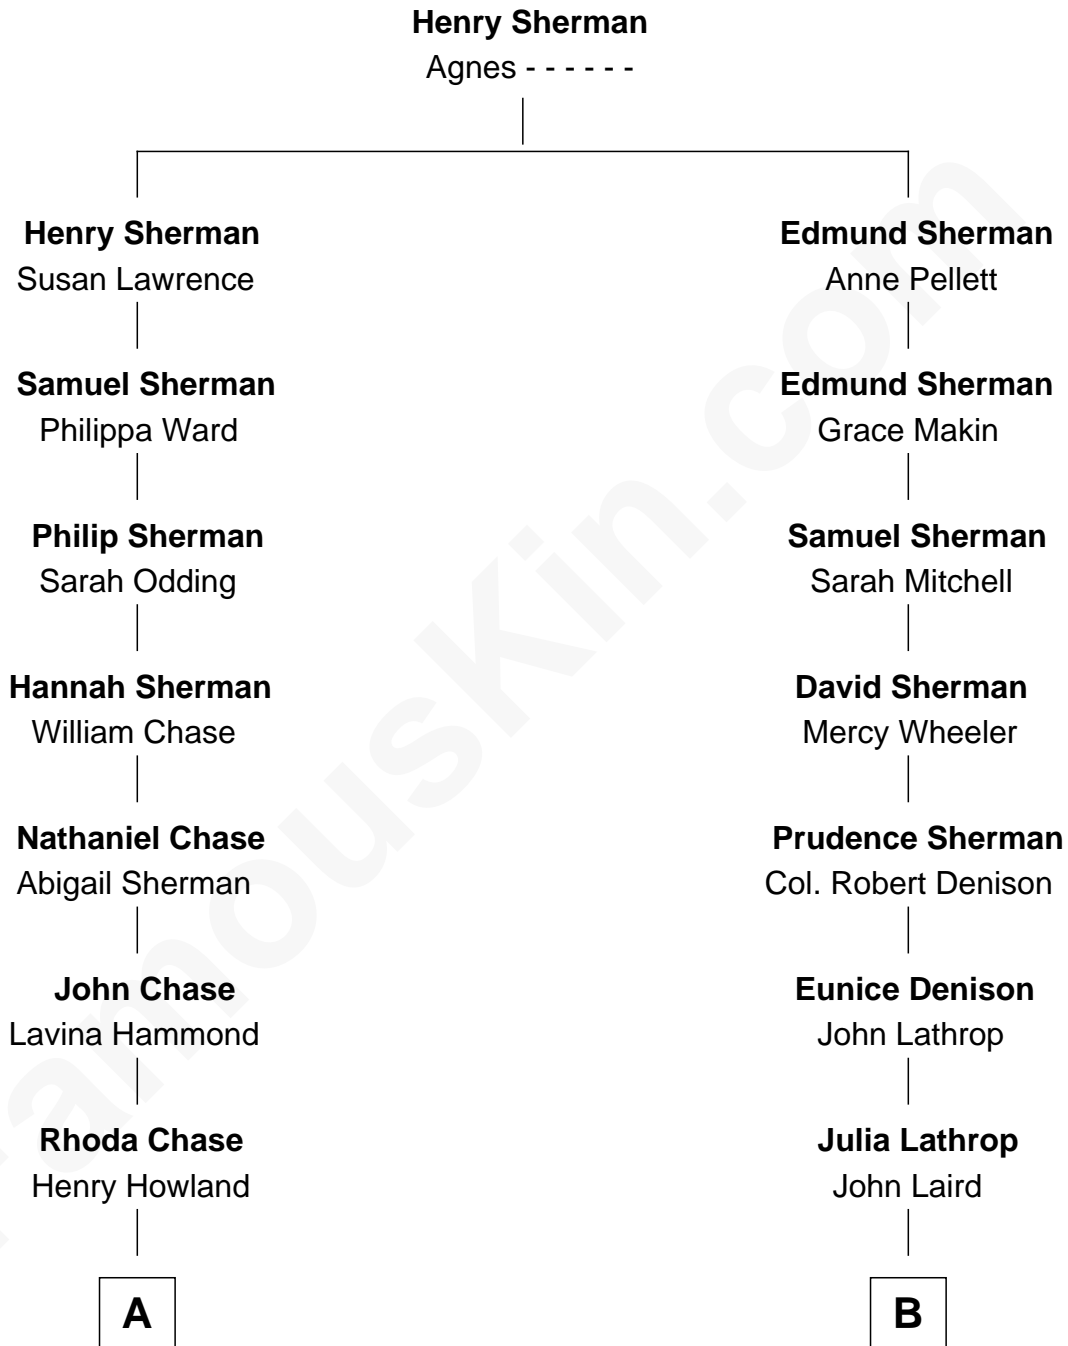 Henry Sherman
Agnes - - - - - -
Henry Sherman
Susan Lawrence
Edmund Sherman
Anne Pellett
Samuel Sherman
Philippa Ward
Edmund Sherman
Grace Makin
Philip Sherman
Sarah Odding
Samuel Sherman
Sarah Mitchell
Hannah Sherman
William Chase
David Sherman
Mercy Wheeler
Nathaniel Chase
Abigail Sherman
Prudence Sherman
Col. Robert Denison
John Chase
Lavina Hammond
Eunice Denison
John Lathrop
Rhoda Chase
Henry Howland
Julia Lathrop
John Laird
A
B
FamousKin.com